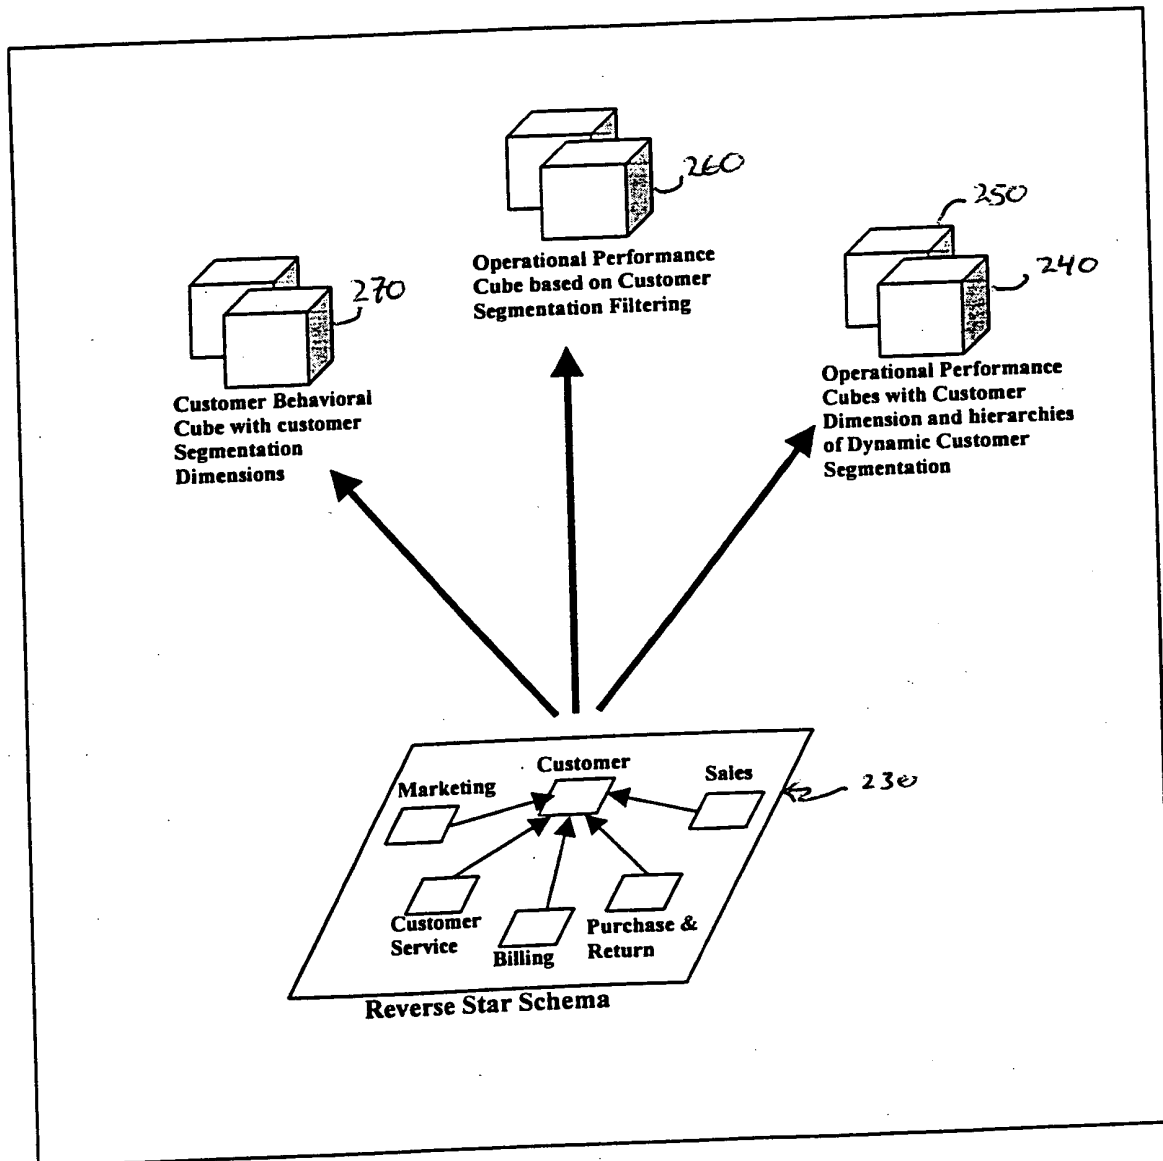 260
Operational Performance
Cube based on Customer
Segmentation Filtering
250
240
Operational Performance
Cubes with Customer
Dimension and hierarchies
of Dynamic Customer
Segmentation
270
Customer Behavioral
Cube with customer
Segmentation
Dimensions
Customer
Marketing
Sales
230
Customer
Service
Billing
Purchase &
Return
Reverse Star Schema